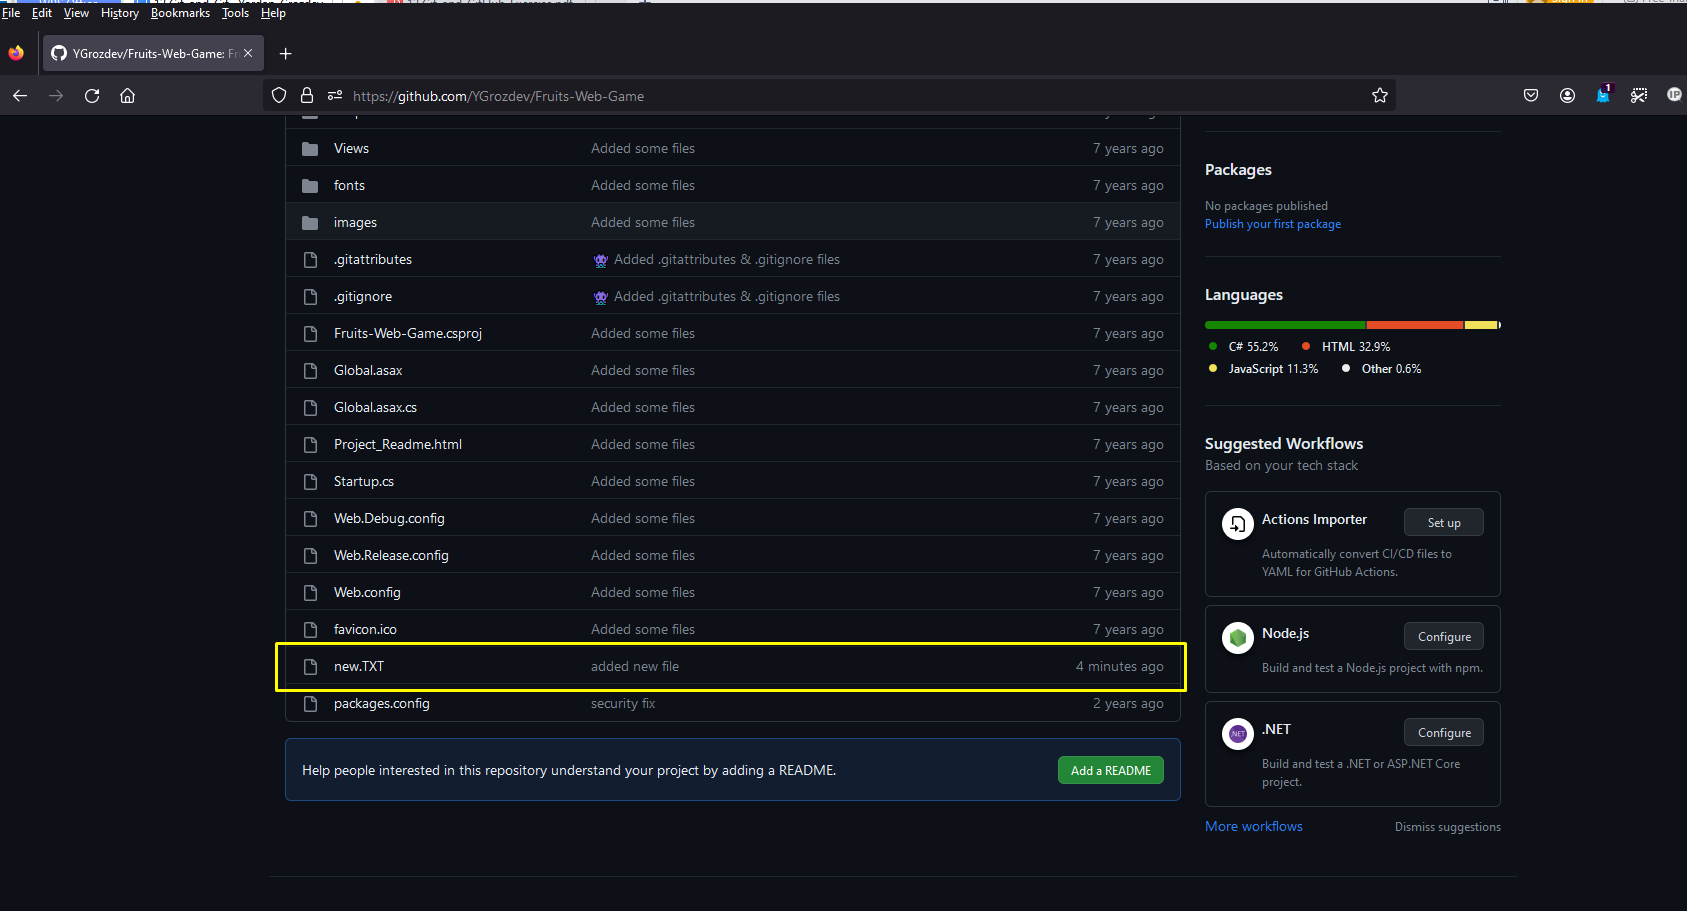 File Edit View History Bookmarks Tools Help
YGrozdev/Fruits-Web-Game:
https://github.com/YGrozdev/Fruits-Web-Game
1
IP
Views Added some files 7 years ago
fonts Added some files 7 years ago
images Added some files 7 years ago
.gitattributes Added .gitattributes & .gitignore files 7 years ago
.gitignore Added .gitattributes & .gitignore files 7 years ago
Fruits-Web-Game.csproj Added some files 7 years ago
Global.asax Added some files 7 years ago
Global.asax.cs Added some files 7 years ago
Project_Readme.html Added some files 7 years ago
Startup.cs Added some files 7 years ago
Web.Debug.config Added some files 7 years ago
Web.Release.config Added some files 7 years ago
Web.config Added some files 7 years ago
favicon.ico Added some files 7 years ago
new.TXT added new file 4 minutes ago
packages.config security fix 2 years ago
Help people interested in this repository understand your project by adding a README.
Add a README
Packages
No packages published
Publish your first package
Languages
C# 55.2% HTML 32.9%
JavaScript 11.3% Other 0.6%
Suggested Workflows
Based on your tech stack
Actions Importer
Set up
Automatically convert CI/CD files to
YAML for GitHub Actions.
Node.js
Configure
Build and test a Node.js project with npm.
.NET
.NET
Configure
Build and test a .NET or ASP.NET Core
project.
More workflows
Dismiss suggestions